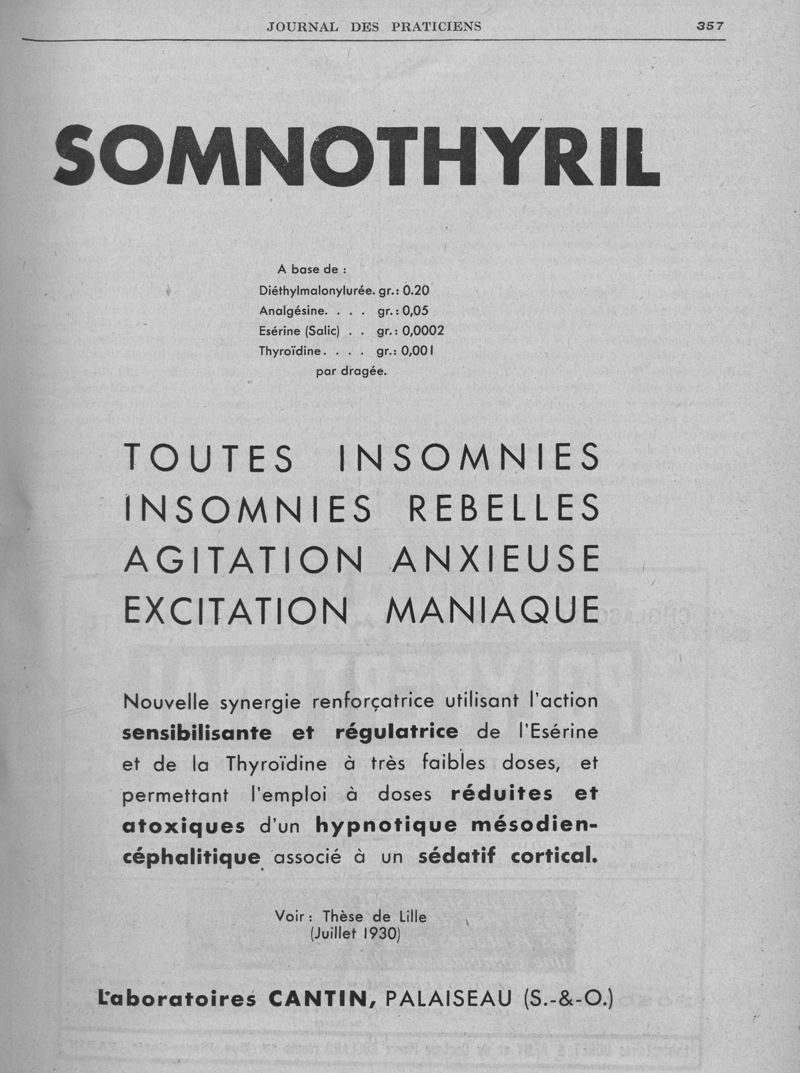 JOURNAL DES PRATICIENS 357
SOMNOTHYRIL
A base de :
Diéthylmalonylurée. gr.: 0.20
Analgésine. . . . gr.: 0,05
Esérine (Salic) . . gr.: 0,0002
Thyroïdine. . . . gr.: 0,001
par dragée.
TOUTES INSOMNIES
INSOMNIES REBELLES
AGITATION ANXIEUSE
EXCITATION MANIAQUE
Nouvelle synergie renforçatrice utilisant l'action
sensibilisante et régulatrice de l'Esérine
et de la Thyroïdine à très faibles doses, et
permettant l'emploi à doses réduites et
atoxiques d'un hypnotique mésodien-
céphalitique associé à un sédatif cortical.
Voir : Thèse de Lille
(Juillet 1930)
Laboratoires CANTIN, PALAISEAU (S.-&-O.)